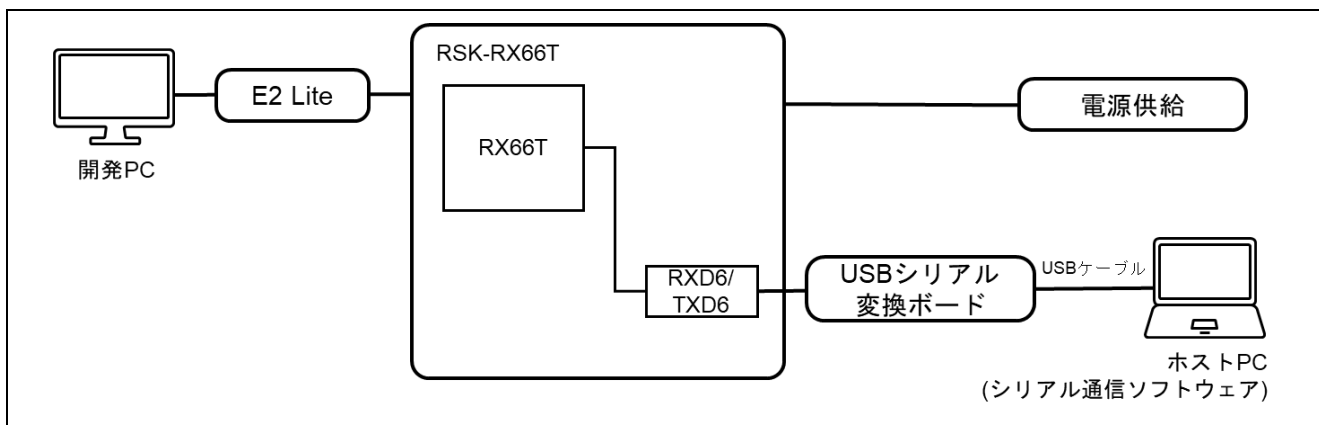 RSK-RX66T
E2 Lite
電源供給
RX66T
開発PC
USBケーブル
RXD6/
TXD6
USBシリアル
変換ボード
ホストPC
(シリアル通信ソフトウェア)